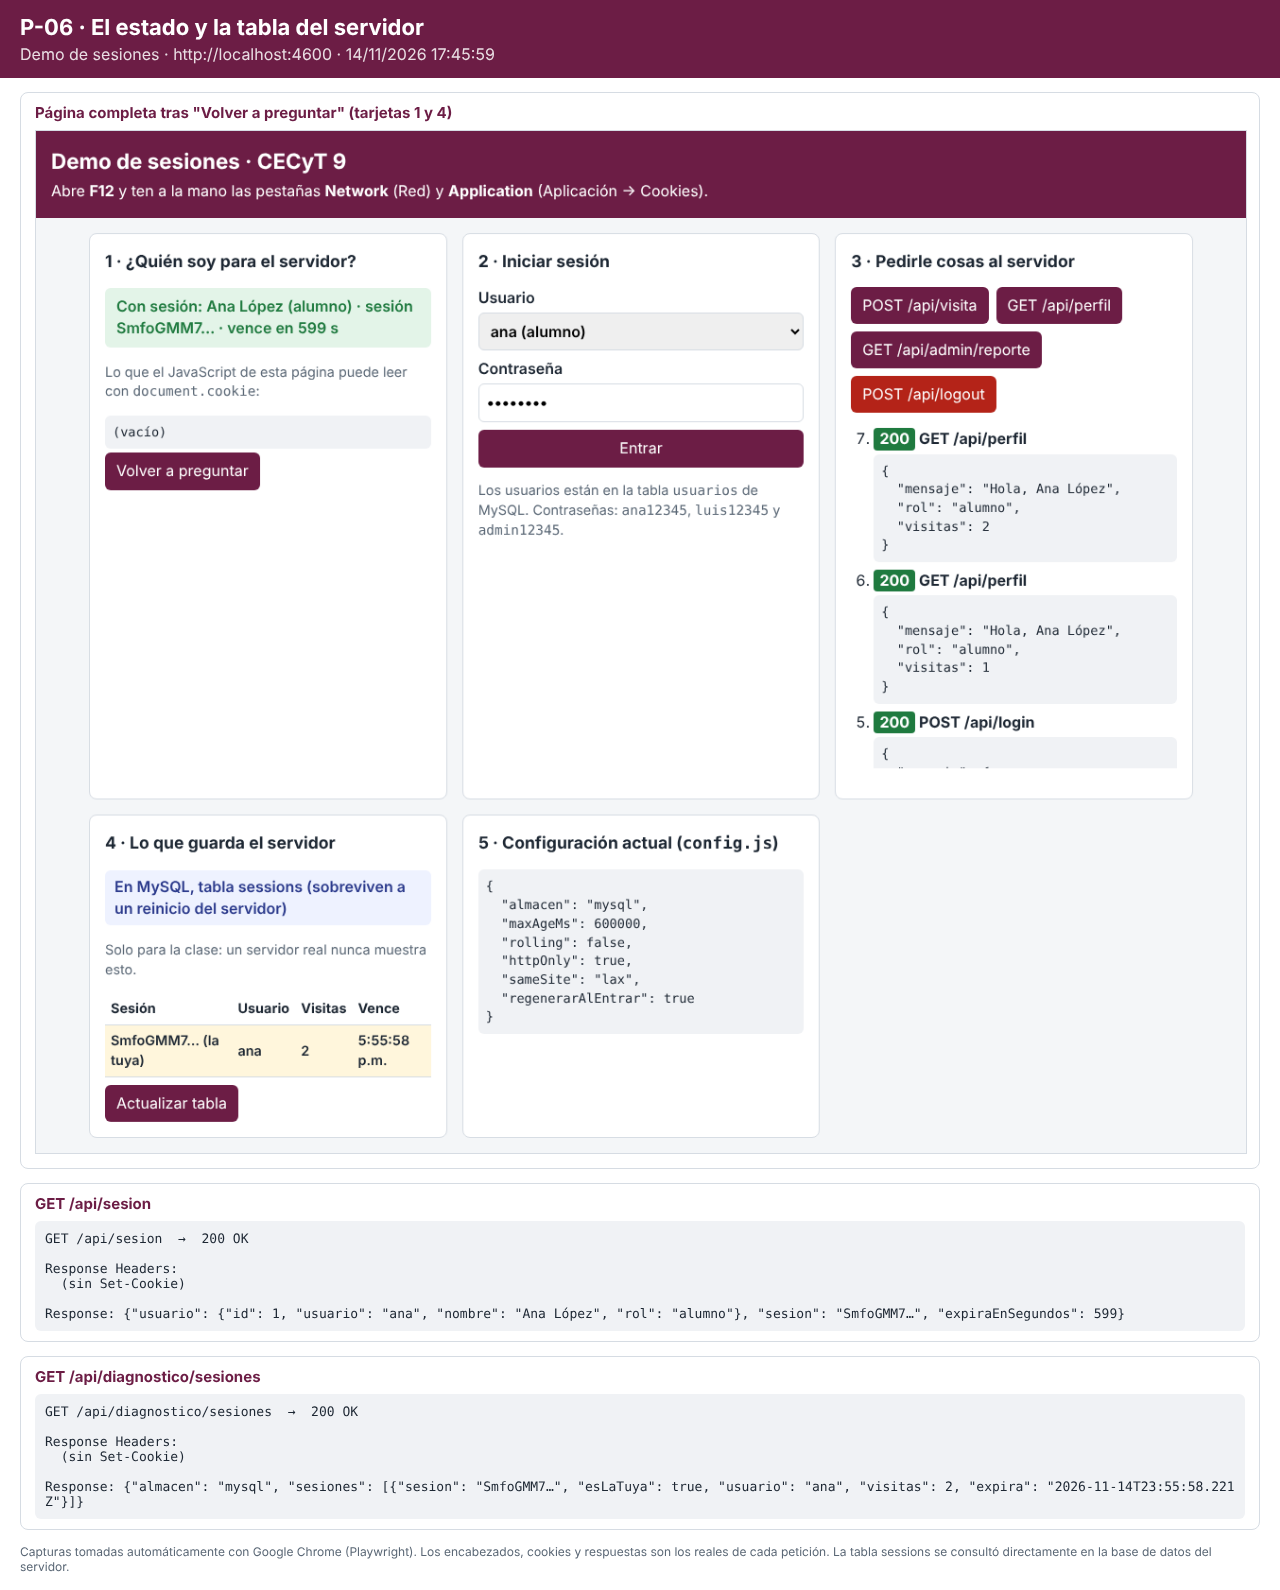 P-06 · El estado y la tabla del servidor
Demo de sesiones · http://localhost:4600 · 14/11/2026 17:45:59
Página completa tras "Volver a preguntar" (tarjetas 1 y 4)
Demo de sesiones · CECyT 9
Abre F12 y ten a la mano las pestañas Network (Red) y Application (Aplicación → Cookies).
1 · ¿Quién soy para el servidor?
Con sesión: Ana López (alumno) · sesión
SmfoGMM7… · vence en 599 s
Lo que el JavaScript de esta página puede leer
con document.cookie:
(vacío)
Volver a preguntar
2 · Iniciar sesión
Usuario
ana (alumno)
Contraseña
••••••••
Entrar
Los usuarios están en la tabla usuarios de
MySQL. Contraseñas: ana12345, luis12345 y
admin12345.
3 · Pedirle cosas al servidor
POST /api/visita
GET /api/perfil
GET /api/admin/reporte
POST /api/logout
7. 200 GET /api/perfil
{
"mensaje": "Hola, Ana López",
"rol": "alumno",
"visitas": 2
}
6. 200 GET /api/perfil
{
"mensaje": "Hola, Ana López",
"rol": "alumno",
"visitas": 1
}
5. 200 POST /api/login
{
4 · Lo que guarda el servidor
En MySQL, tabla sessions (sobreviven a
un reinicio del servidor)
Solo para la clase: un servidor real nunca muestra
esto.
Sesión Usuario Visitas Vence
SmfoGMM7… (la
tuya) ana 2 5:55:58
p.m.
Actualizar tabla
5 · Configuración actual (config.js)
{
"almacen": "mysql",
"maxAgeMs": 600000,
"rolling": false,
"httpOnly": true,
"sameSite": "lax",
"regenerarAlEntrar": true
}
GET /api/sesion
GET /api/sesion → 200 OK
Response Headers:
(sin Set-Cookie)
Response: {"usuario": {"id": 1, "usuario": "ana", "nombre": "Ana López", "rol": "alumno"}, "sesion": "SmfoGMM7…", "expiraEnSegundos": 599}
GET /api/diagnostico/sesiones
GET /api/diagnostico/sesiones → 200 OK
Response Headers:
(sin Set-Cookie)
Response: {"almacen": "mysql", "sesiones": [{"sesion": "SmfoGMM7…", "esLaTuya": true, "usuario": "ana", "visitas": 2, "expira": "2026-11-14T23:55:58.221
Z"}]}
Capturas tomadas automáticamente con Google Chrome (Playwright). Los encabezados, cookies y respuestas son los reales de cada petición. La tabla sessions se consultó directamente en la base de datos del
servidor.